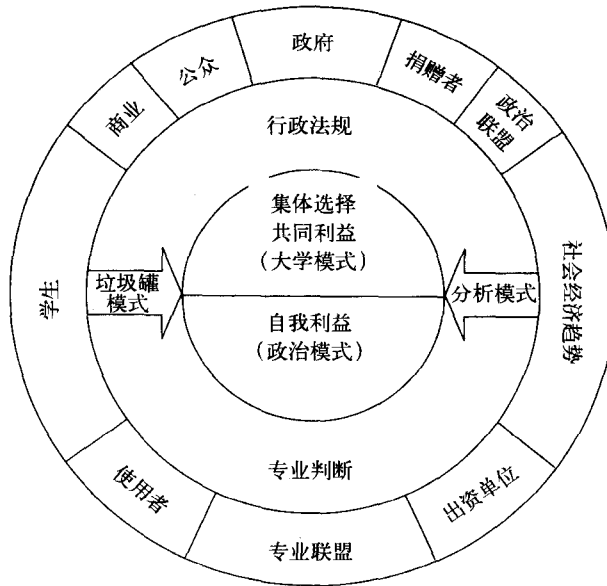 政府
公众
捐赠者
商业
政治
联盟
行政法规
集体选择
共同利益
(大学模式)
学生
垃圾罐
模式
分析模式
社会经济趋势
自我利益
(政治模式)
专业判断
使用者
出资单位
专业联盟